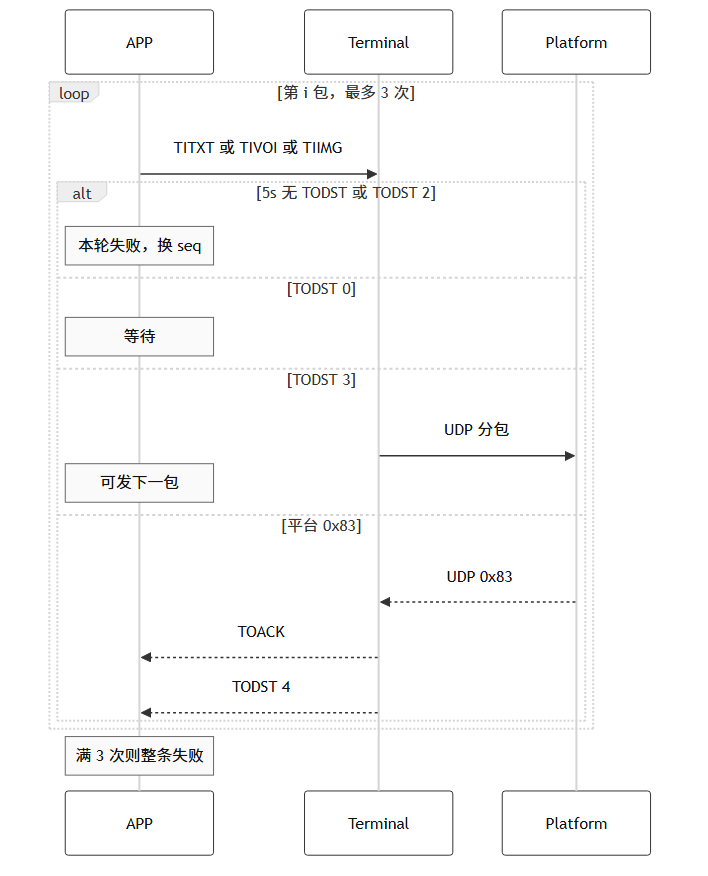 APP
Terminal
Platform
loop
[第 i 包，最多 3 次]
TITXT 或 TIVOI 或 TIIMG
alt
[5s 无 TODST 或 TODST 2]
本轮失败，换 seq
[TODST 0]
等待
[TODST 3]
UDP 分包
可发下一包
[平台 0x83]
UDP 0x83
TOACK
TODST 4
满 3 次则整条失败
APP
Terminal
Platform